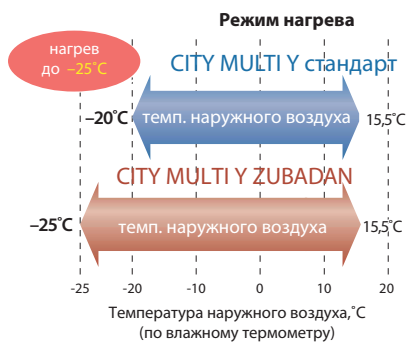 Режим нагрева
нагрев
до –25˚C
CITY MULTI Y стандарт
–20˚C
темп. наружного воздуха
15,5˚C
CITY MULTI Y ZUBADAN
–25˚C
темп. наружного воздуха
15,5˚C
-25 -20 -10 0 10 20
Температура наружного воздуха,˚C
(по влажному термометру)